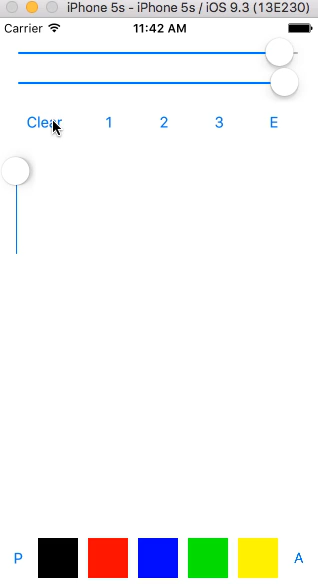 iPhone 5s - iPhone 5s / iOS 9.3 (13E230)
Carrier 11:42 AM
Clear 1 2 3 E
P A